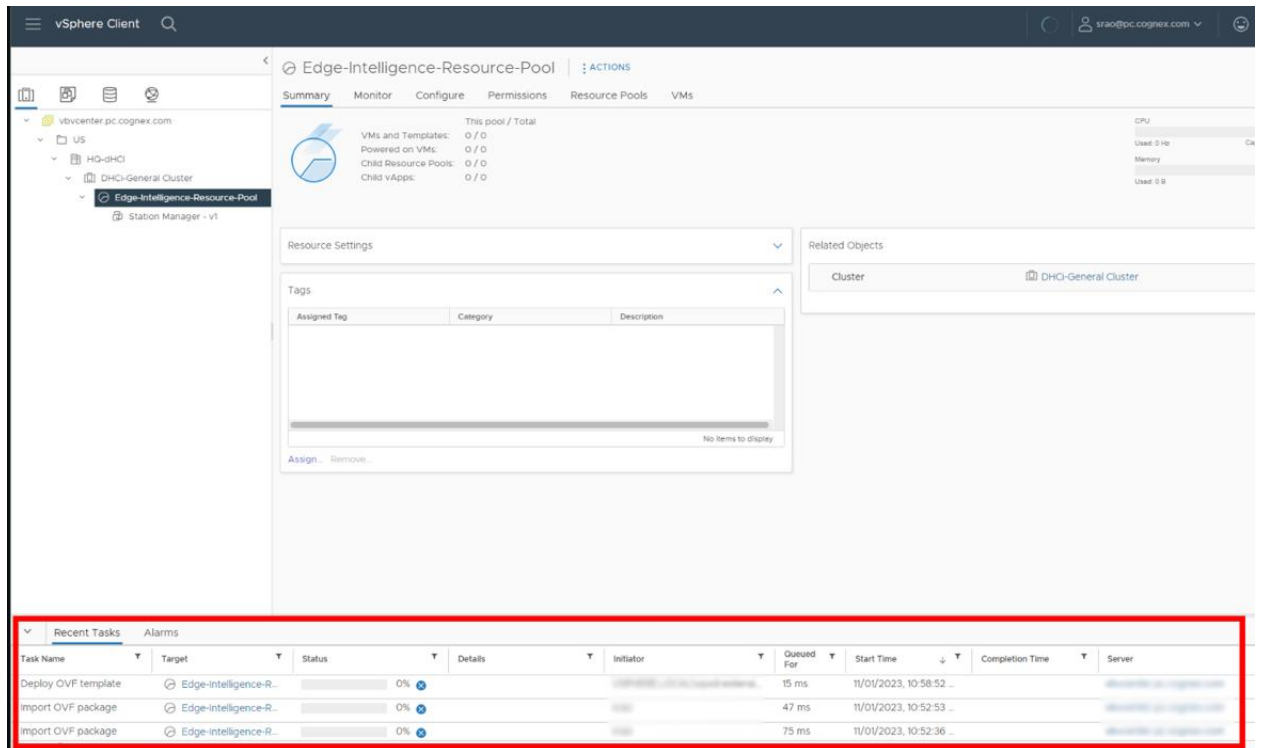 vSphere Client
srao@pc.cognex.com
Edge-Intelligence-Resource-Pool
ACTIONS
Summary Monitor Configure Permissions Resource Pools VMs
vbvcenter.pc.cognex.com
US
HQ-dHCI
DHCi-General Cluster
Edge-Intelligence-Resource-Pool
Station Manager - v1
This pool / Total
VMs and Templates: 0 / 0
Powered on VMs: 0 / 0
Child Resource Pools: 0 / 0
Child vApps: 0 / 0
CPU
Used: 0 Hz
Memory
Used: 0 B
Resource Settings
Related Objects
Cluster DHCi-General Cluster
Tags
Assigned Tag Category Description
No items to display
Assign... Remove...
Recent Tasks Alarms
Task Name Target Status Details Initiator Queued For Start Time Completion Time Server
Deploy OVF template Edge-Intelligence-R... 0% 15 ms 11/01/2023, 10:58:52 ...
Import OVF package Edge-Intelligence-R... 0% 47 ms 11/01/2023, 10:52:53 ...
Import OVF package Edge-Intelligence-R... 0% 75 ms 11/01/2023, 10:52:36 ...